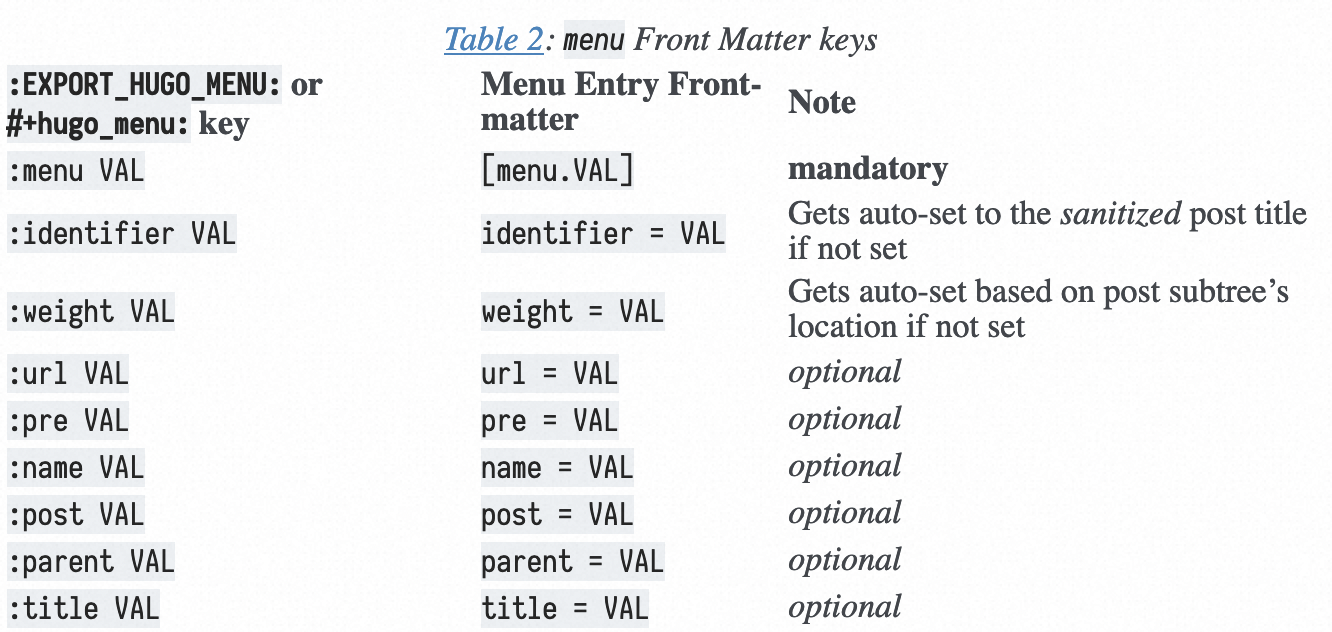 Table 2: menu Front Matter keys
:EXPORT_HUGO_MENU: or
#+hugo_menu: key
Menu Entry Front-
matter
Note
:menu VAL [menu.VAL] mandatory
:identifier VAL identifier = VAL Gets auto-set to the sanitized post title
if not set
:weight VAL weight = VAL Gets auto-set based on post subtree’s
location if not set
:url VAL url = VAL optional
:pre VAL pre = VAL optional
:name VAL name = VAL optional
:post VAL post = VAL optional
:parent VAL parent = VAL optional
:title VAL title = VAL optional